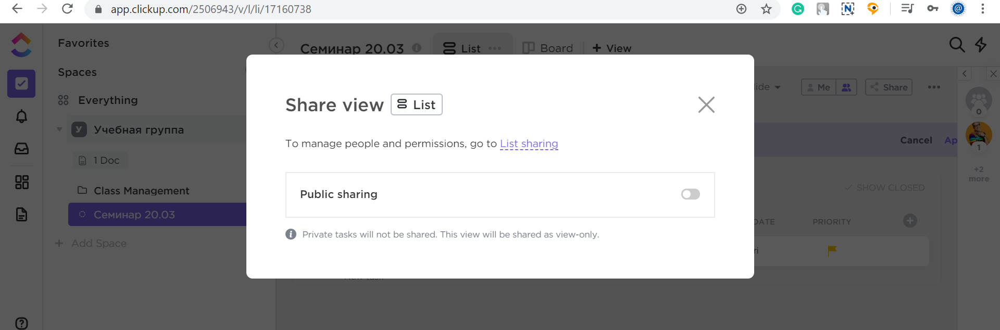 app.clickup.com/2506943/v/l/li/17160738
Favorites
Spaces
Everything
У Учебная группа
1 Doc
Class Management
Семинар 20.03
+ Add Space
Семинар 20.03 List Board + View
Me Share
Cancel
0
1
+2
more
SHOW CLOSED
PRIORITY
Share view List
To manage people and permissions, go to List sharing
Public sharing
Private tasks will not be shared. This view will be shared as view-only.